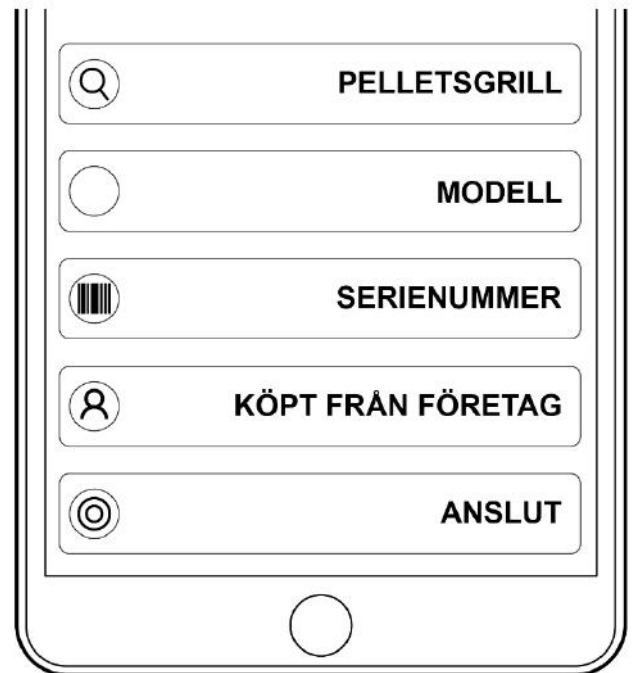 PELLETSGRILL
MODELL
SERIENUMMER
KÖPT FRÅN FÖRETAG
ANSLUT